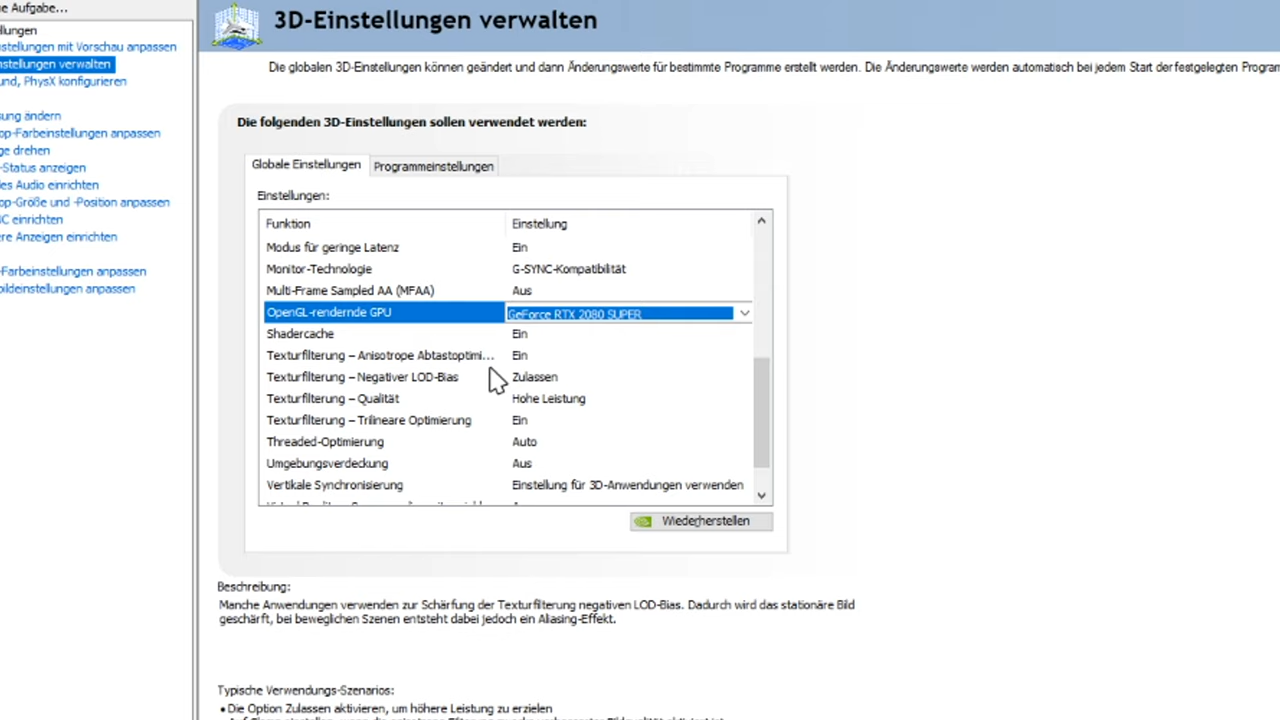 e Aufgabe...
llungen
stellungen mit Vorschau anpassen
nstellungen verwalten
und, PhysX konfigurieren
sung ändern
op-Farbeinstellungen anpassen
ge drehen
-Status anzeigen
es Audio einrichten
op-Größe und -Position anpassen
NC einrichten
re Anzeigen einrichten
-Farbeinstellungen anpassen
bildeinstellungen anpassen
3D-Einstellungen verwalten
Die globalen 3D-Einstellungen können geändert und dann Änderungswerte für bestimmte Programme erstellt werden. Die Änderungswerte werden automatisch bei jedem Start der festgelegten Program
Die folgenden 3D-Einstellungen sollen verwendet werden:
Globale Einstellungen Programmeinstellungen
Einstellungen:
Funktion Einstellung
Modus für geringe Latenz Ein
Monitor-Technologie G-SYNC-Kompatibilität
Multi-Frame Sampled AA (MFAA) Aus
OpenGL-rendernde GPU GeForce RTX 2080 SUPER
Shadercache Ein
Texturfilterung – Anisotrope Abtastoptimi... Ein
Texturfilterung – Negativer LOD-Bias Zulassen
Texturfilterung – Qualität Hohe Leistung
Texturfilterung – Trilineare Optimierung Ein
Threaded-Optimierung Auto
Umgebungsverdeckung Aus
Vertikale Synchronisierung Einstellung für 3D-Anwendungen verwenden
Wiederherstellen
Beschreibung:
Manche Anwendungen verwenden zur Schärfung der Texturfilterung negativen LOD-Bias. Dadurch wird das stationäre Bild
geschärft, bei beweglichen Szenen entsteht dabei jedoch ein Aliasing-Effekt.
Typische Verwendungs-Szenarios:
• Die Option Zulassen aktivieren, um höhere Leistung zu erzielen